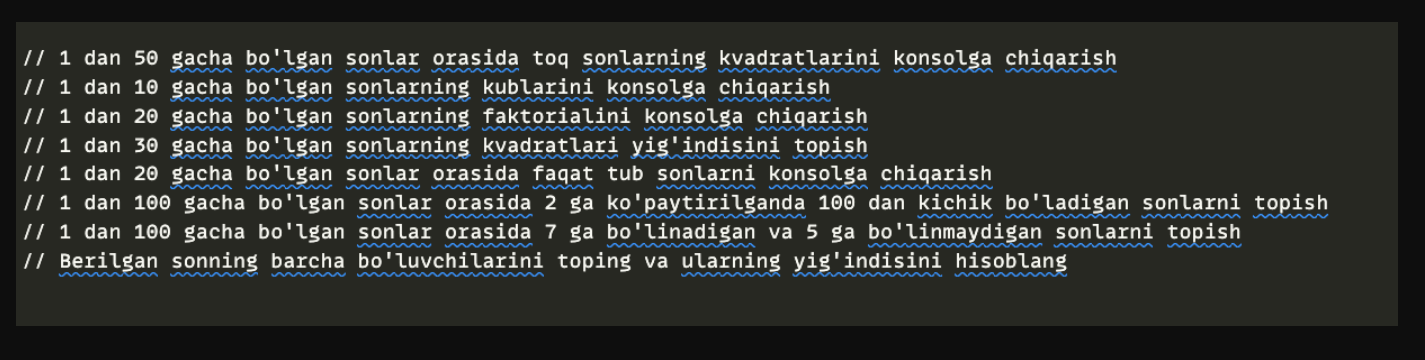 // 1 dan 50 gacha bo'lgan sonlar orasida toq sonlarning kvadratlarini konsolga chiqarish
// 1 dan 10 gacha bo'lgan sonlarning kublarini konsolga chiqarish
// 1 dan 20 gacha bo'lgan sonlarning faktorialini konsolga chiqarish
// 1 dan 30 gacha bo'lgan sonlarning kvadratlari yig'indisini topish
// 1 dan 20 gacha bo'lgan sonlar orasida faqat tub sonlarni konsolga chiqarish
// 1 dan 100 gacha bo'lgan sonlar orasida 2 ga ko'paytirilganda 100 dan kichik bo'ladigan sonlarni topish
// 1 dan 100 gacha bo'lgan sonlar orasida 7 ga bo'linadigan va 5 ga bo'linmaydigan sonlarni topish
// Berilgan sonning barcha bo'luvchilarini toping va ularning yig'indisini hisoblang